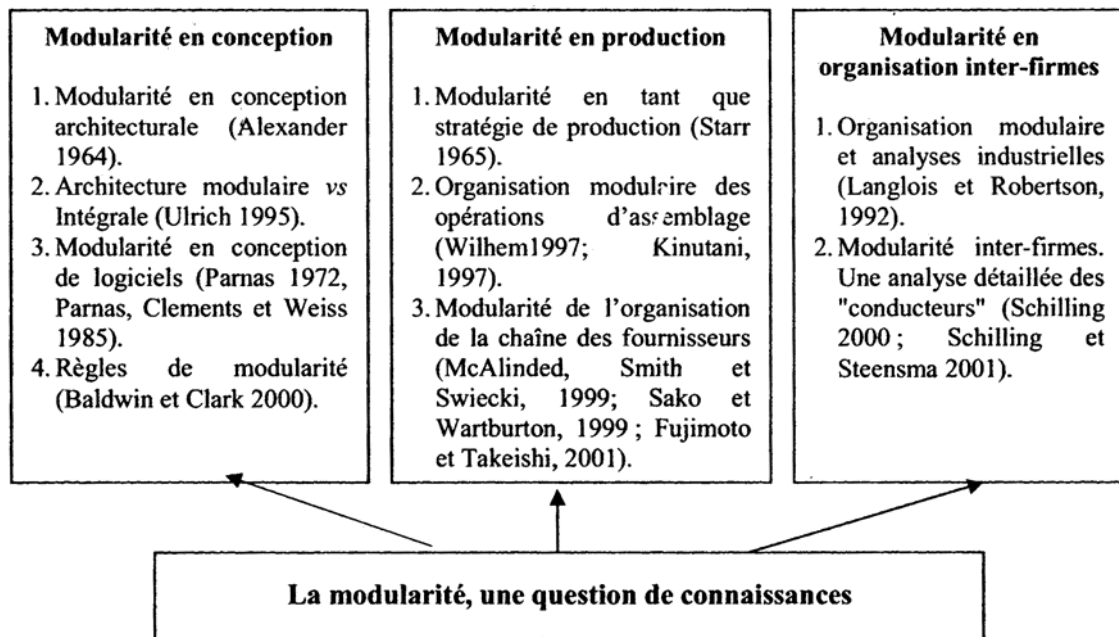 Modularité en conception
1. Modularité en conception
architecturale (Alexander
1964).
2. Architecture modulaire vs
Intégrale (Ulrich 1995).
3. Modularité en conception
de logiciels (Parnas 1972,
Parnas, Clements et Weiss
1985).
4. Règles de modularité
(Baldwin et Clark 2000).
Modularité en production
1. Modularité en tant que
stratégie de production (Starr
1965).
2. Organisation modulaire des
opérations d'assemblage
(Wilhem1997; Kinutani,
1997).
3. Modularité de l'organisation
de la chaîne des fournisseurs
(McAlinded, Smith et
Swiecki, 1999; Sako et
Wartburton, 1999 ; Fujimoto
et Takeishi, 2001).
Modularité en
organisation inter-firmes
1. Organisation modulaire
et analyses industrielles
(Langlois et Robertson,
1992).
2. Modularité inter-firmes.
Une analyse détaillée des
"conducteurs" (Schilling
2000 ; Schilling et
Steensma 2001).
La modularité, une question de connaissances